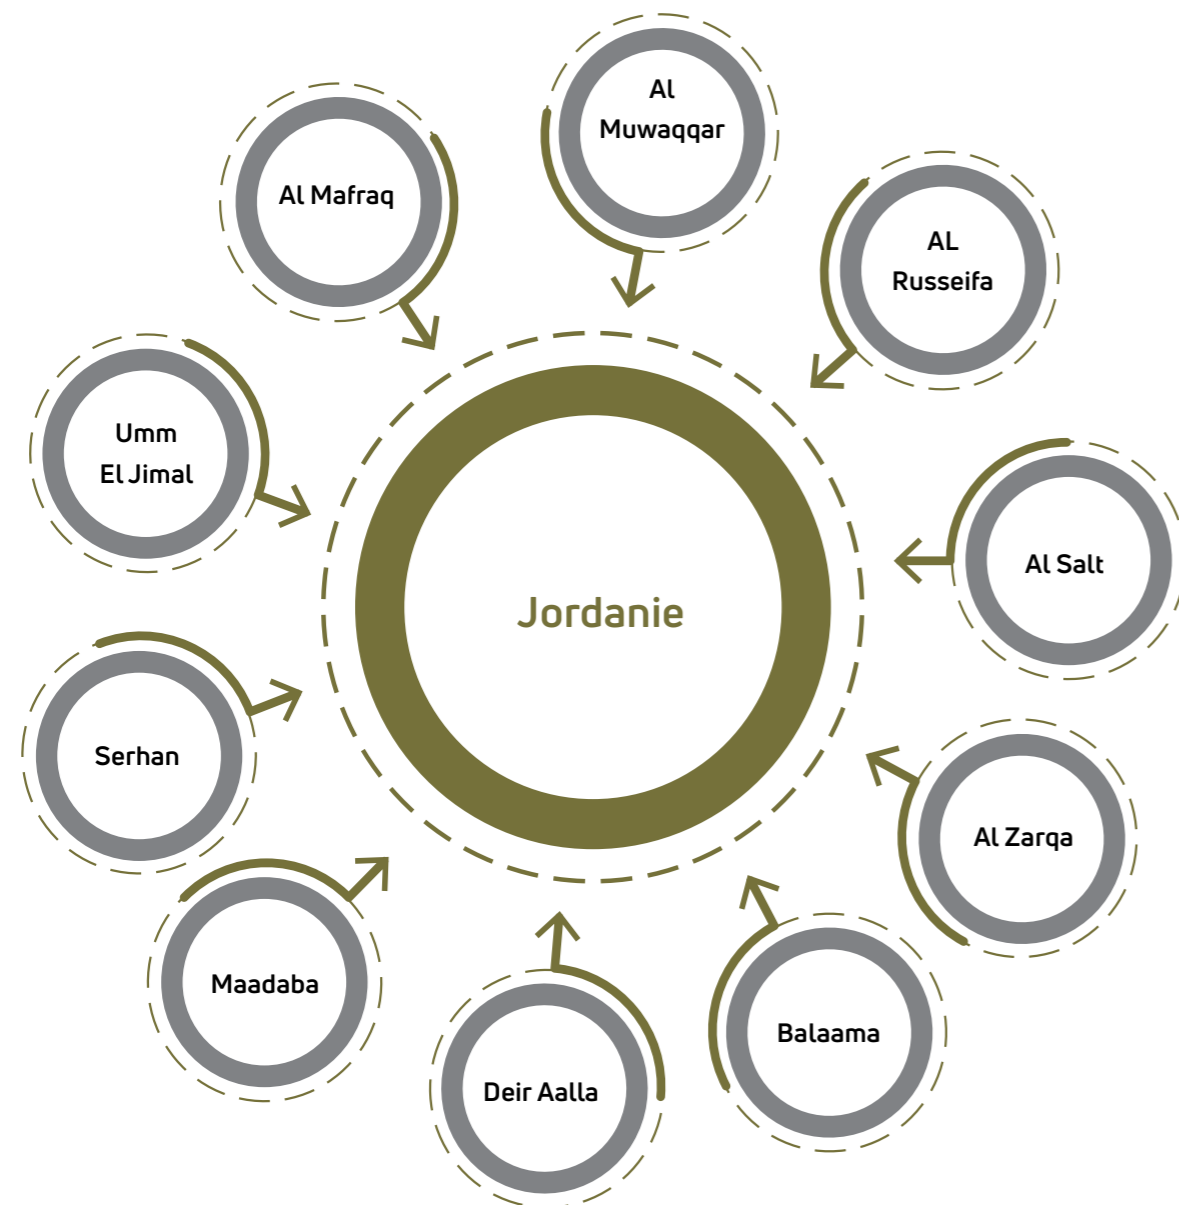 Al
Muwaqqar
Al Mafraq
AL
Russeifa
Umm
El Jimal
Al Salt
Jordanie
Serhan
Al Zarqa
Maadaba
Balaama
Deir Aalla